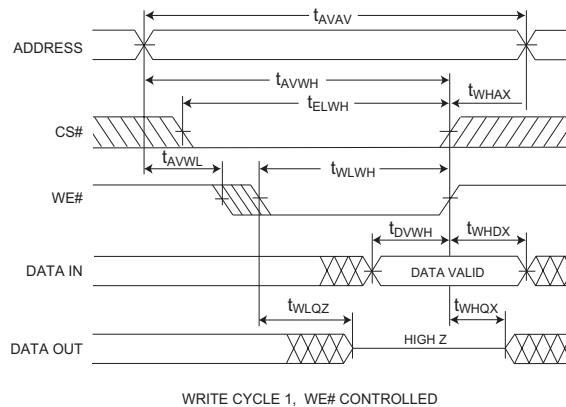 tAVAV
ADDRESS
tAVWH
tWHAX
tELWH
CS#
tAVWL
tWLWH
WE#
tDVWH
tWHDX
DATA IN
DATA VALID
tWLQZ
tWHQX
HIGH Z
DATA OUT
WRITE CYCLE 1, WE# CONTROLLED